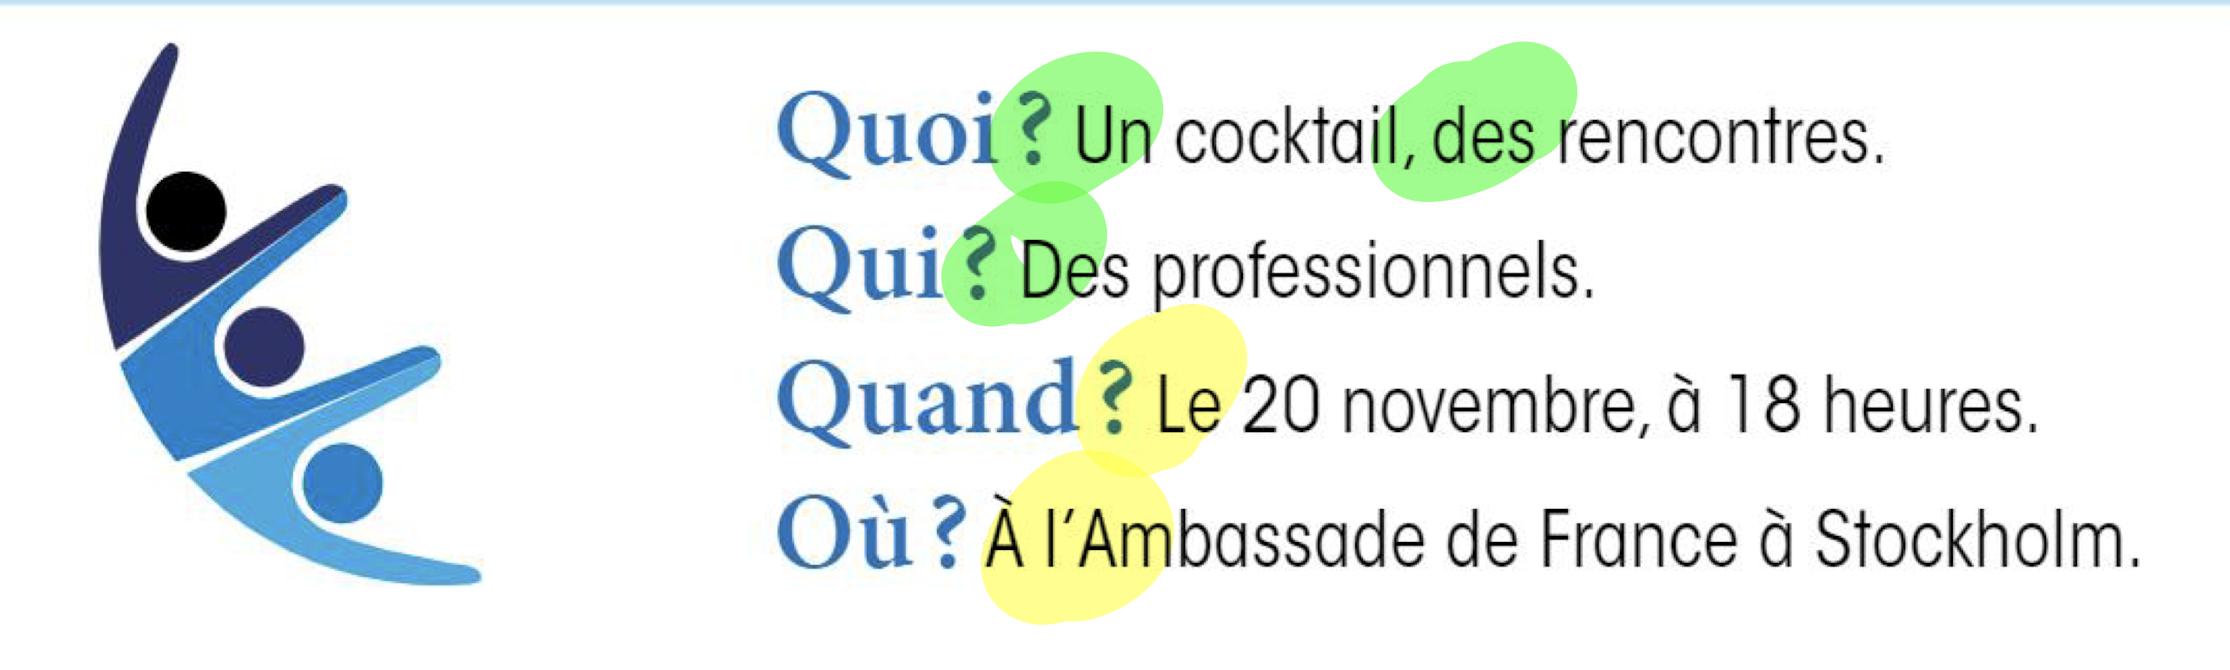 Quoi ? Un cocktail, des rencontres.
Qui ? Des professionnels.
Quand ? Le 20 novembre, à 18 heures.
Où ? À l'Ambassade de France à Stockholm.